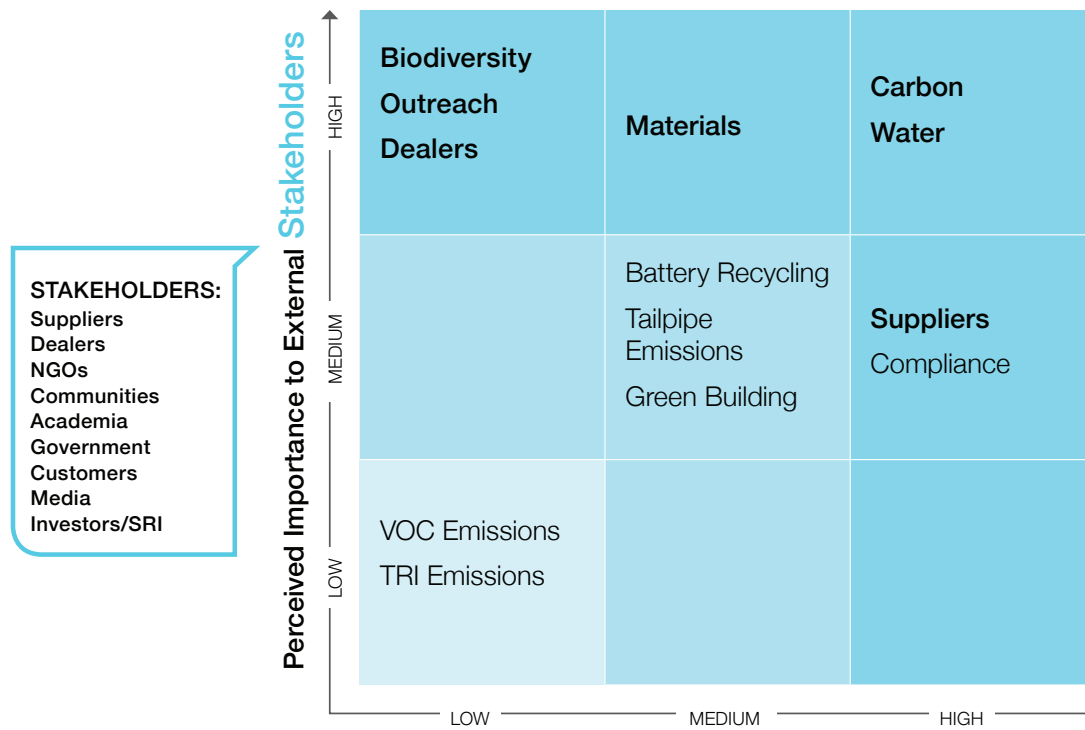 Perceived Importance to External Stakeholders
HIGH
MEDIUM
LOW
STAKEHOLDERS:
Suppliers
Dealers
NGOs
Communities
Academia
Government
Customers
Media
Investors/SRI
Biodiversity
Outreach
Dealers
Materials
Carbon
Water
Battery Recycling
Tailpipe
Emissions
Green Building
Suppliers
Compliance
VOC Emissions
TRI Emissions
LOW
MEDIUM
HIGH